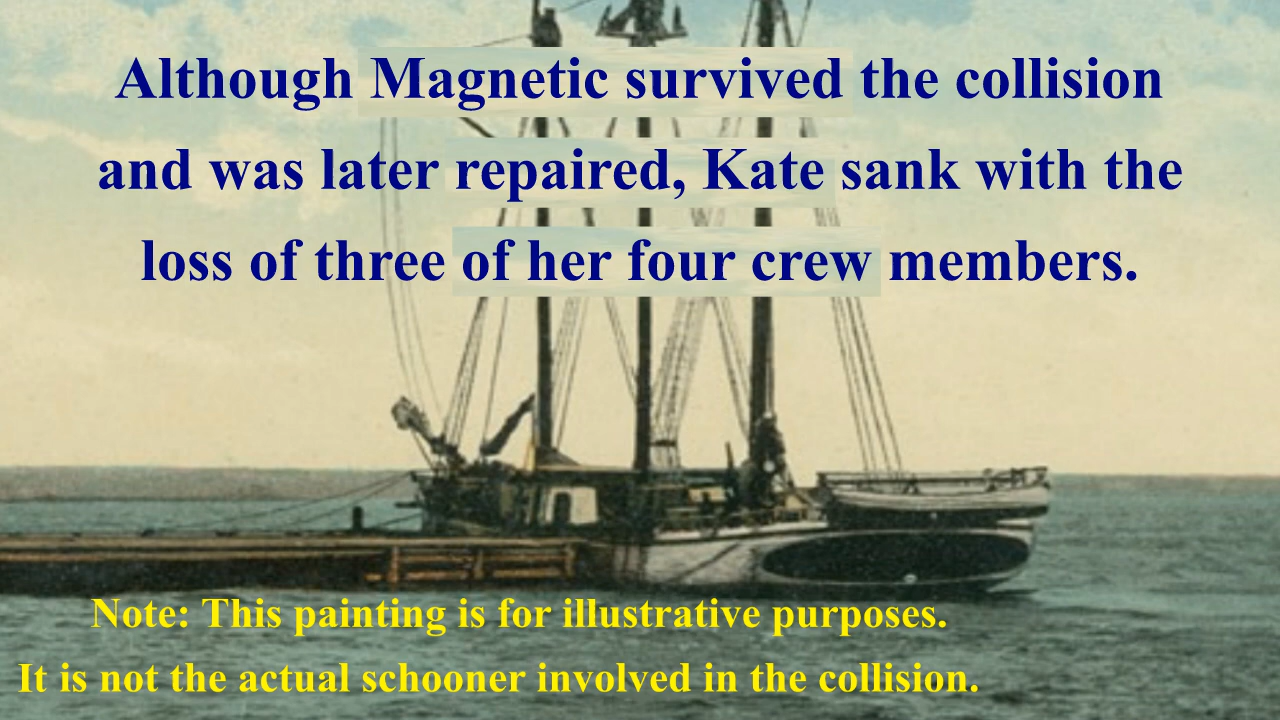 Although Magnetic survived the collision
and was later repaired, Kate sank with the
loss of three of her four crew members.
Note: This painting is for illustrative purposes.
It is not the actual schooner involved in the collision.